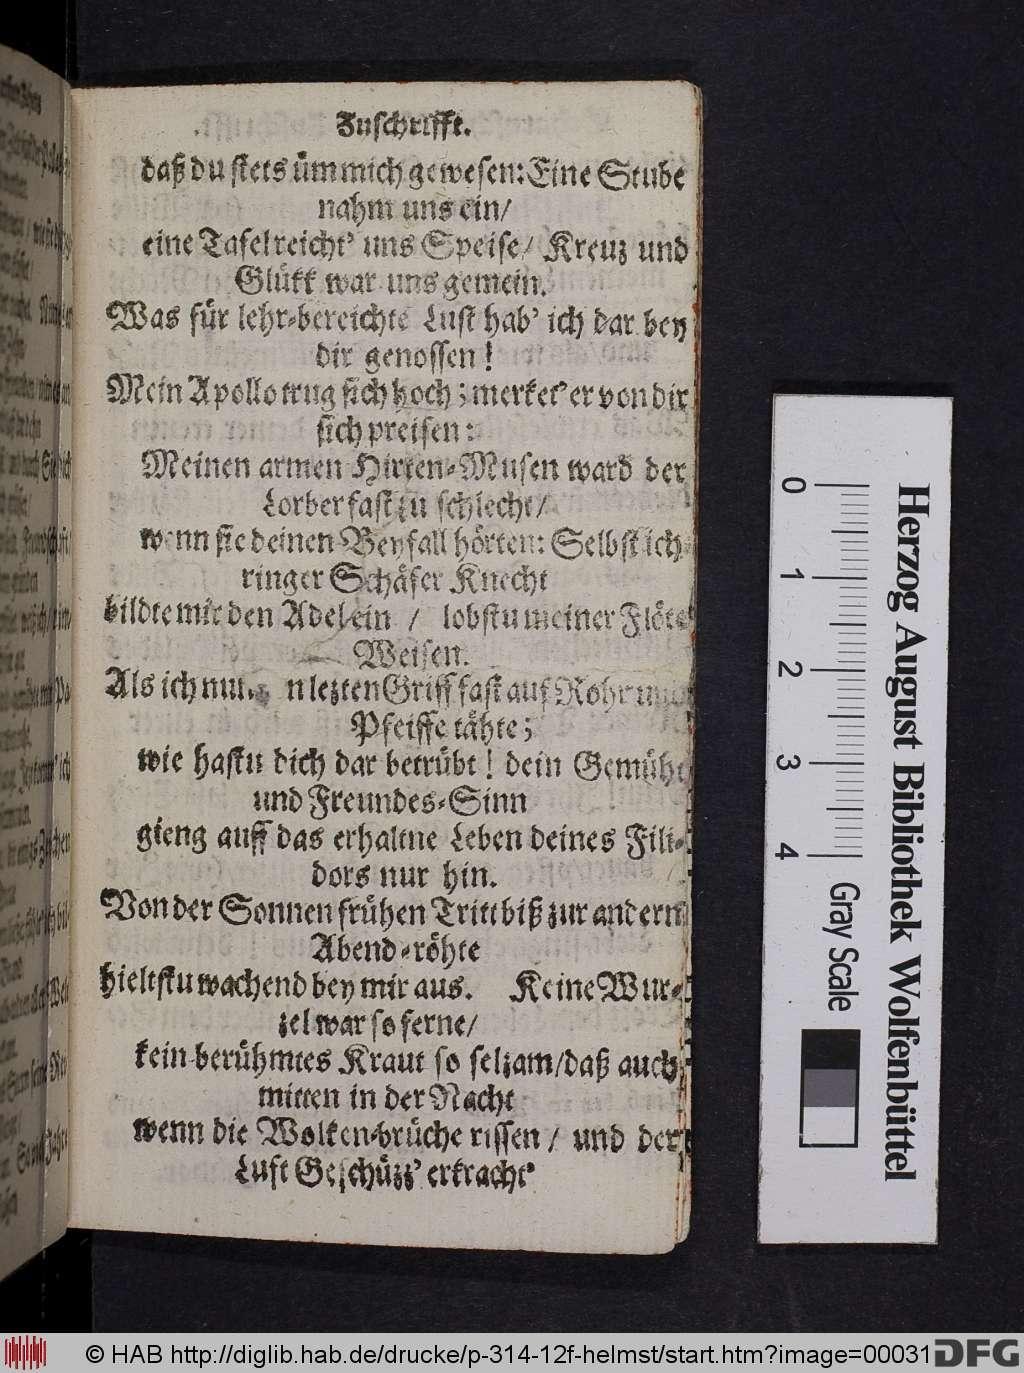 Zuschrifft.
daß du stets üm mich gewesen: Eine Stube
nahm uns ein/
eine Tafel reicht' uns Speise/ Kreuz und
Glükk war uns gemein.
Was für lehr-bereichte Lust hab' ich dar bey
dir genossen!
Mein Apollo trug sich hoch; merket' er von dir
sich preisen:
Meinen armen Hirten-Musen ward der
Lorber fast zu schlecht/
wenn sie deinen Beyfall hörten: Selbst ich
ringer Schäfer Knecht
bildte mir den Adel ein / lobstu meiner Flöte
Weisen.
Als ich nun lezten Griff fast auf Rohr
Pfeiffe tähte;
wie hastu dich dar betrübt! dein Gemüht
und Freundes-Sinn
gieng auff das erhaltne Leben deines Fili-
dors nur hin.
Von der Sonnen frühen Tritt biß zur andern
Abend-röhte
hieltstu wachend bey mir aus. Keine Wur-
zel war so ferne/
kein berühmtes Kraut so selzam/daß auch
mitten in der Nacht
wenn die Wolken-brüche rissen / und der
Luft Geschüzz' erkracht'
Herzog August Bibliothek Wolfenbüttel
0 1 2 3 4
Gray Scale
© HAB http://diglib.hab.de/drucke/p-314-12f-helmst/start.htm?image=00031
DFG